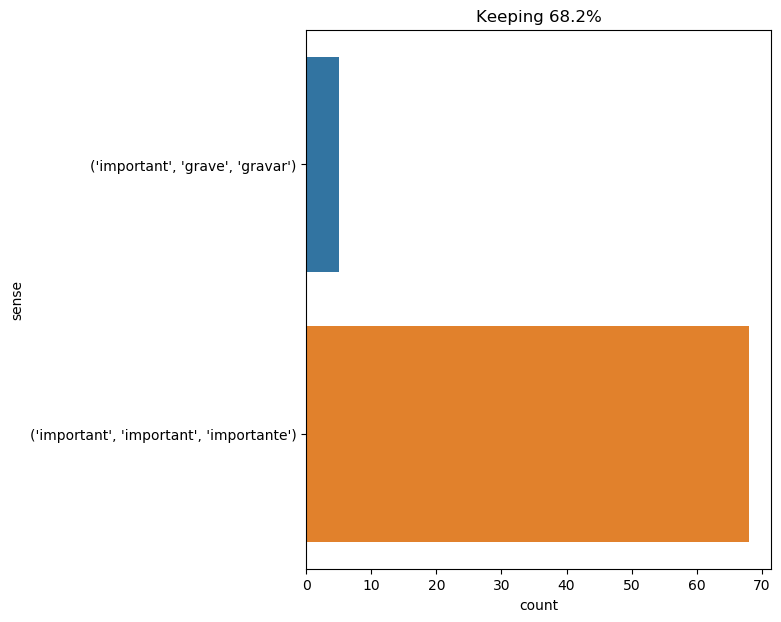 Keeping 68.2%
('important', 'grave', 'gravar')
sense
('important', 'important', 'importante')
0 10 20 30 40 50 60 70
count